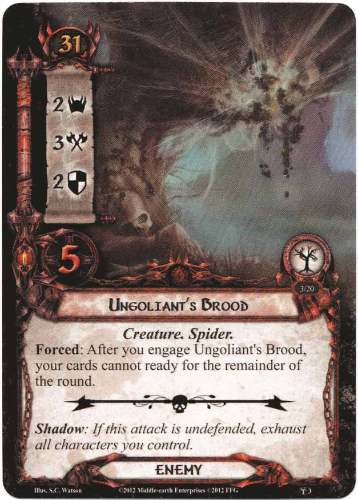 31
2
3
2
5
3/20
UNGOLIANT'S BROOD
Creature. Spider.
Forced: After you engage Ungoliant's Brood,
your cards cannot ready for the remainder of
the round.
Shadow: If this attack is undefended, exhaust
all characters you control.
Illus. S.C. Watson
ENEMY
©2012 Middle-earth Enterprises ©2012 FFG
3